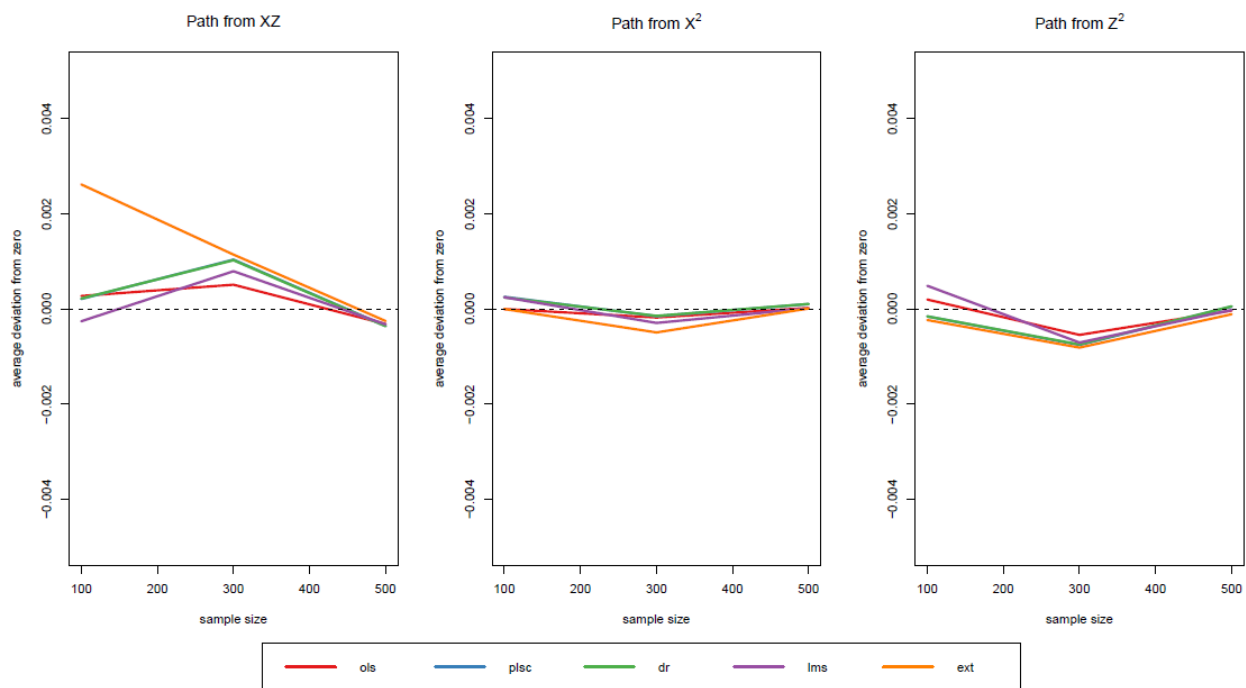 Path from XZ
Path from X²
Path from Z²
average deviation from zero
0.004
0.002
0.000
−0.002
−0.004
100 200 300 400 500
sample size
average deviation from zero
0.004
0.002
0.000
−0.002
−0.004
100 200 300 400 500
sample size
average deviation from zero
0.004
0.002
0.000
−0.002
−0.004
100 200 300 400 500
sample size
ols plsc dr lms ext